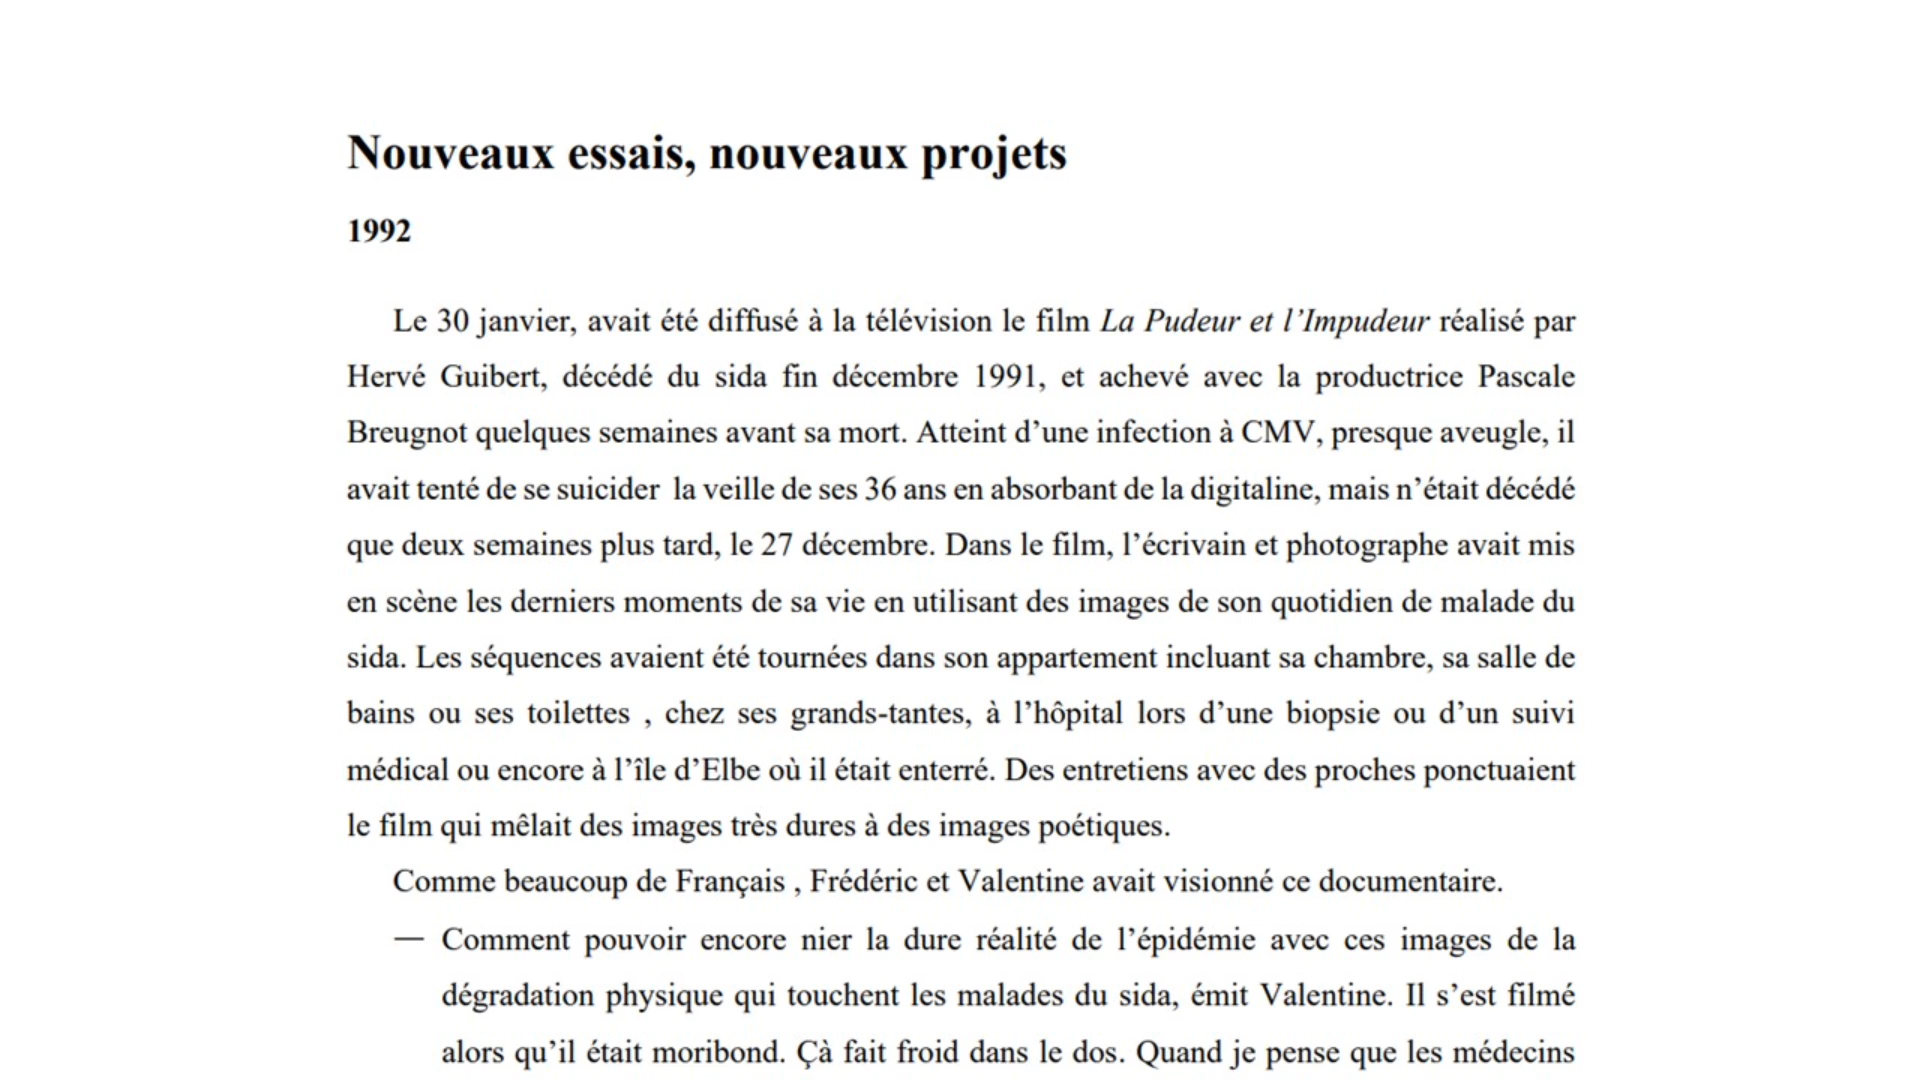 Nouveaux essais, nouveaux projets
1992
Le 30 janvier, avait été diffusé à la télévision le film La Pudeur et l’Impudeur réalisé par
Hervé Guibert, décédé du sida fin décembre 1991, et achevé avec la productrice Pascale
Breugnot quelques semaines avant sa mort. Atteint d’une infection à CMV, presque aveugle, il
avait tenté de se suicider  la veille de ses 36 ans en absorbant de la digitaline, mais n’était décédé
que deux semaines plus tard, le 27 décembre. Dans le film, l’écrivain et photographe avait mis
en scène les derniers moments de sa vie en utilisant des images de son quotidien de malade du
sida. Les séquences avaient été tournées dans son appartement incluant sa chambre, sa salle de
bains ou ses toilettes , chez ses grands-tantes, à l’hôpital lors d’une biopsie ou d’un suivi
médical ou encore à l’île d’Elbe où il était enterré. Des entretiens avec des proches ponctuaient
le film qui mêlait des images très dures à des images poétiques.
Comme beaucoup de Français , Frédéric et Valentine avait visionné ce documentaire.
— Comment pouvoir encore nier la dure réalité de l’épidémie avec ces images de la
dégradation physique qui touchent les malades du sida, émit Valentine. Il s’est filmé
alors qu’il était moribond. Çà fait froid dans le dos. Quand je pense que les médecins